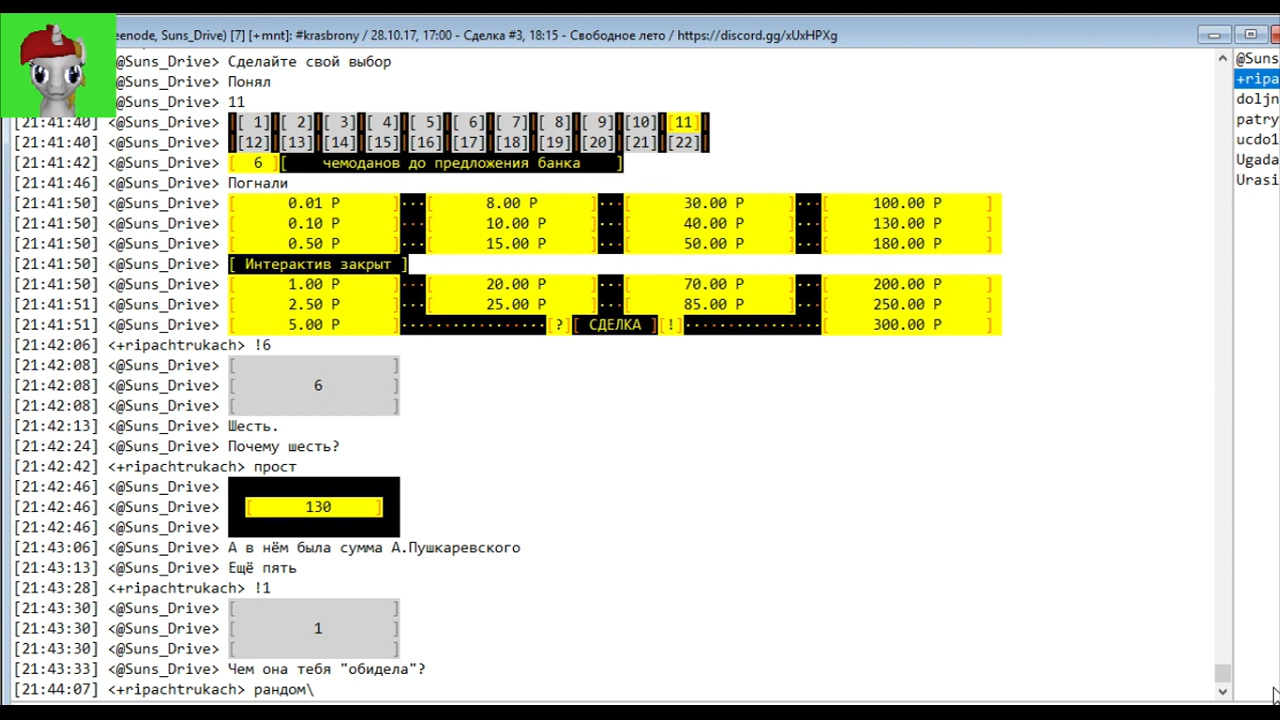 eenode, Suns_Drive) [7] [+mnt]: #krasbrony / 28.10.17, 17:00 - Сделка #3, 18:15 - Свободное лето / https://discord.gg/xUxHPXg
@Suns_Drive> Сделайте свой выбор
@Suns_Drive> Понял
@Suns_Drive> 11
[21:41:40] <@Suns_Drive> [ 1] [ 2] [ 3] [ 4] [ 5] [ 6] [ 7] [ 8] [ 9] [10] [11]
[21:41:40] <@Suns_Drive> [12] [13] [14] [15] [16] [17] [18] [19] [20] [21] [22]
[21:41:42] <@Suns_Drive> [ 6 ][ чемоданов до предложения банка ]
[21:41:46] <@Suns_Drive> Погнали
[21:41:50] <@Suns_Drive> [ 0.01 Р ]···[ 8.00 Р ]···[ 30.00 Р ]···[ 100.00 Р ]
[21:41:50] <@Suns_Drive> [ 0.10 Р ]···[ 10.00 Р ]···[ 40.00 Р ]···[ 130.00 Р ]
[21:41:50] <@Suns_Drive> [ 0.50 Р ]···[ 15.00 Р ]···[ 50.00 Р ]···[ 180.00 Р ]
[21:41:50] <@Suns_Drive> [ Интерактив закрыт ]
[21:41:50] <@Suns_Drive> [ 1.00 Р ]···[ 20.00 Р ]···[ 70.00 Р ]···[ 200.00 Р ]
[21:41:51] <@Suns_Drive> [ 2.50 Р ]···[ 25.00 Р ]···[ 85.00 Р ]···[ 250.00 Р ]
[21:41:51] <@Suns_Drive> [ 5.00 Р ]·················[?][ СДЕЛКА ][!]················[ 300.00 Р ]
[21:42:06] <+ripachtrukach> !6
[21:42:08] <@Suns_Drive> [ ]
[21:42:08] <@Suns_Drive> [ 6 ]
[21:42:08] <@Suns_Drive> [ ]
[21:42:13] <@Suns_Drive> Шесть.
[21:42:24] <@Suns_Drive> Почему шесть?
[21:42:42] <+ripachtrukach> прост
[21:42:46] <@Suns_Drive>
[21:42:46] <@Suns_Drive> [ 130 ]
[21:42:46] <@Suns_Drive>
[21:43:06] <@Suns_Drive> А в нём была сумма А.Пушкаревского
[21:43:13] <@Suns_Drive> Ещё пять
[21:43:28] <+ripachtrukach> !1
[21:43:30] <@Suns_Drive> [ ]
[21:43:30] <@Suns_Drive> [ 1 ]
[21:43:30] <@Suns_Drive> [ ]
[21:43:33] <@Suns_Drive> Чем она тебя "обидела"?
[21:44:07] <+ripachtrukach> рандом\
@Suns
+ripa
doljn
patry
ucdo1
Ugada
Urasi